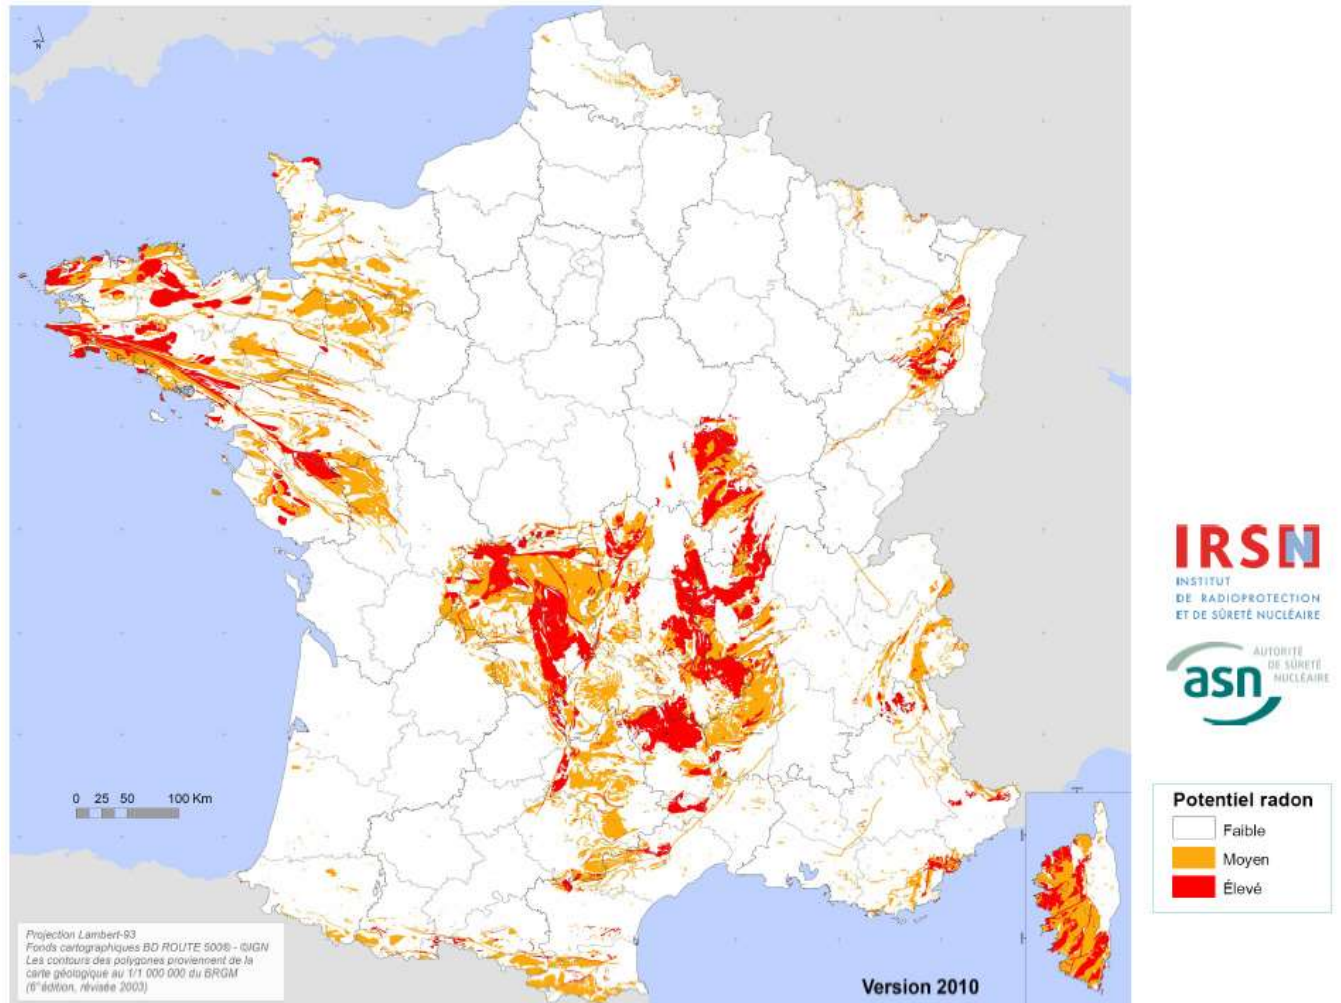 N
IRSN
INSTITUT
DE RADIOPROTECTION
ET DE SÛRETÉ NUCLÉAIRE
asn
AUTORITÉ
DE SÛRETÉ
NUCLÉAIRE
0 25 50 100 Km
Potentiel radon
Faible
Moyen
Élevé
Projection Lambert-93
Fonds cartographiques BD ROUTE 500® - ©IGN
Les contours des polygones proviennent de la
carte géologique au 1/1 000 000 du BRGM
(6° édition, révisée 2003)
Version 2010